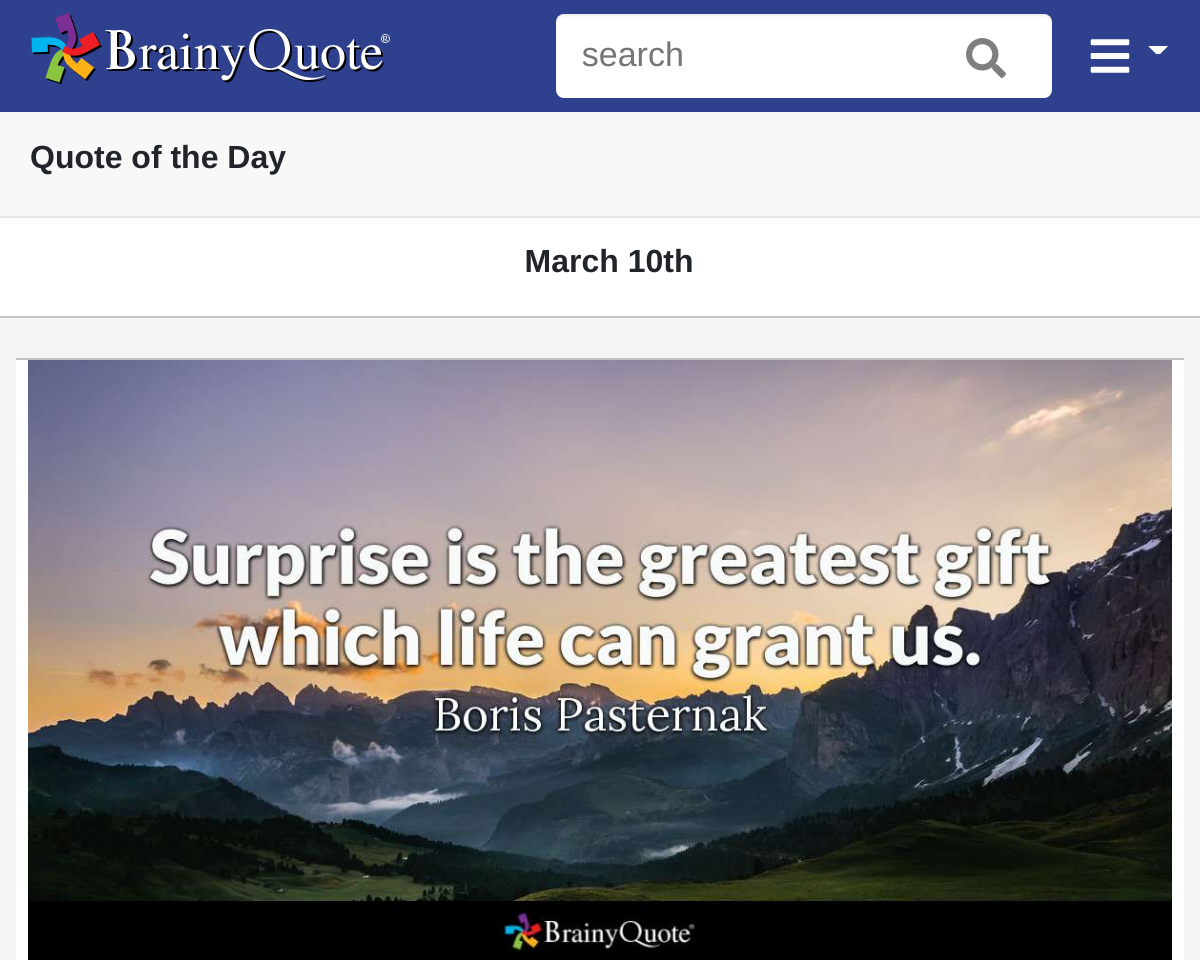 BrainyQuote®
search
Quote of the Day
March 10th
Surprise is the greatest gift
which life can grant us.
Boris Pasternak
BrainyQuote®